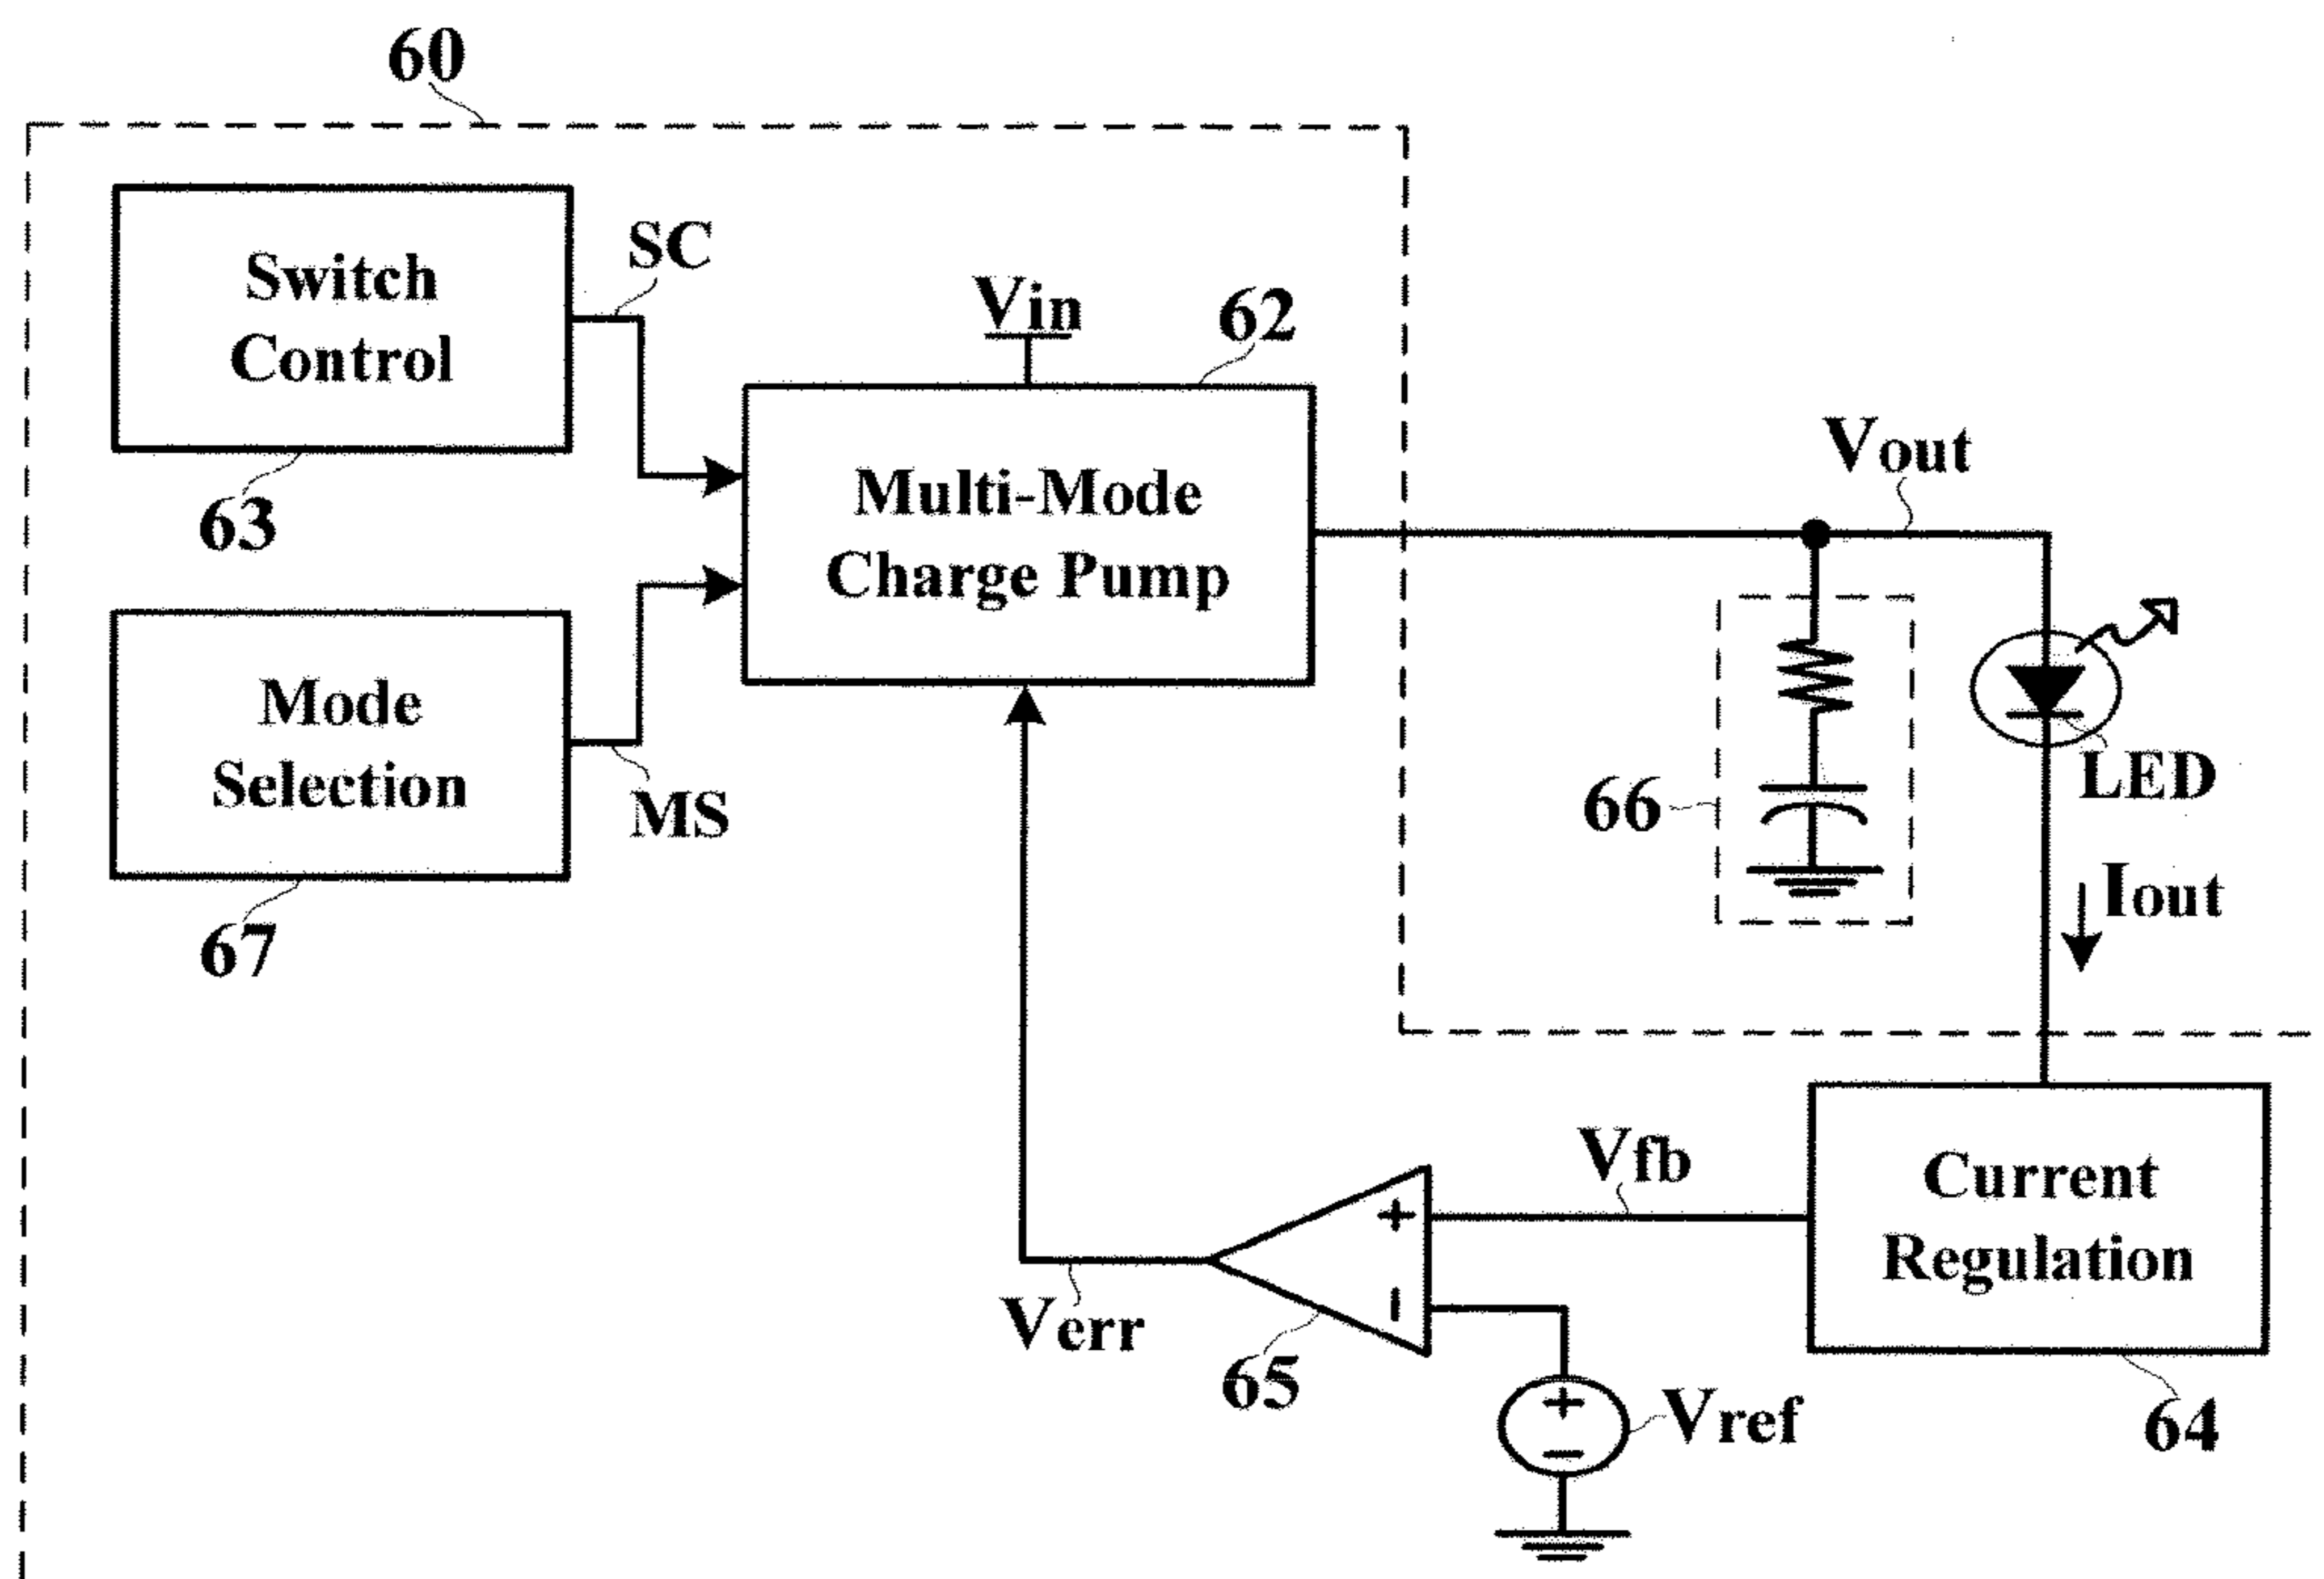 60
Switch
Control
SC
63
Vin
62
Multi-Mode
Charge Pump
Vout
Mode
Selection
MS
67
66
LED
Iout
Vfb
Current
Regulation
64
+
−
Verr
65
+
−
Vref